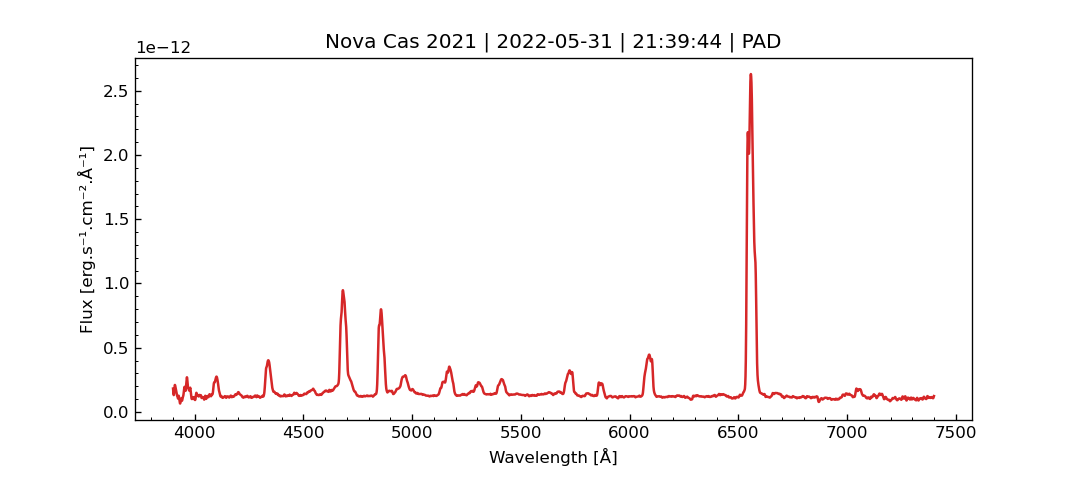 Nova Cas 2021 | 2022-05-31 | 21:39:44 | PAD
1e−12
2.5
2.0
1.5
1.0
0.5
0.0
Flux [erg.s⁻¹.cm⁻².Å⁻¹]
4000 4500 5000 5500 6000 6500 7000 7500
Wavelength [Å]